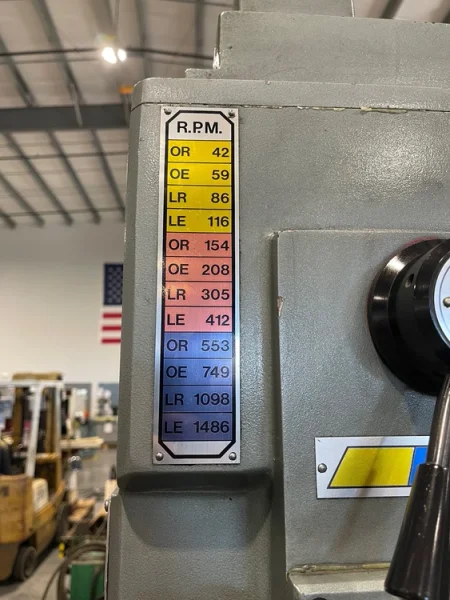 R.P.M.
OR 42
OE 59
LR 86
LE 116
OR 154
OE 208
LR 305
LE 412
OR 553
OE 749
LR 1098
LE 1486